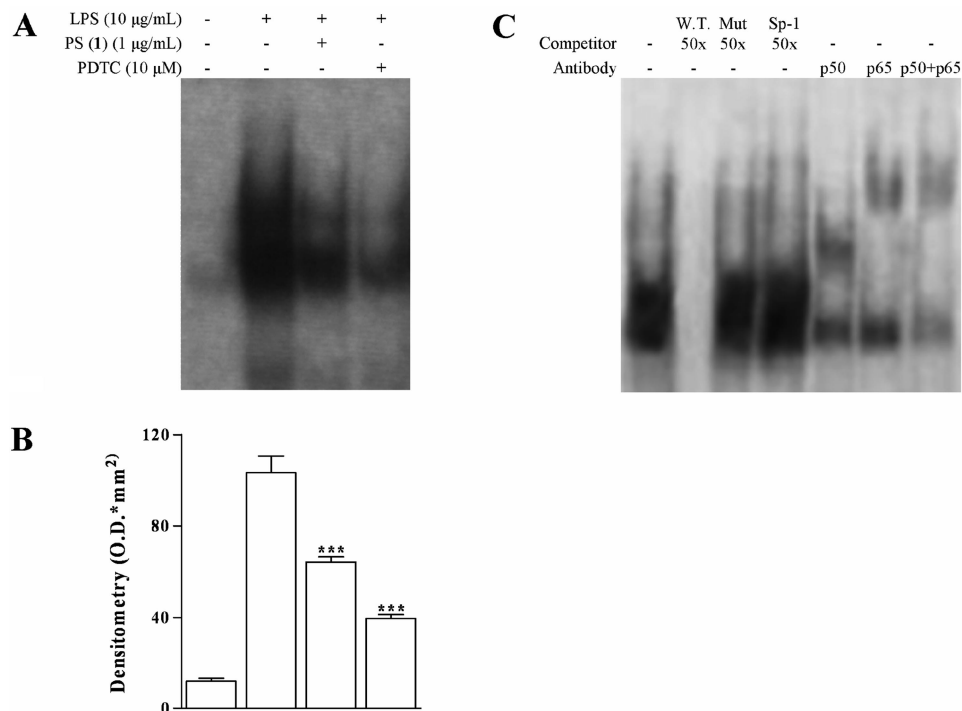 A
LPS (10 µg/mL) - + + +
PS (1) (1 µg/mL) - - + -
PDTC (10 µM) - - - +
C
W.T. Mut Sp-1
Competitor - 50x 50x 50x - - -
Antibody - - - - p50 p65 p50+p65
B
Densitometry (O.D.*mm²)
120
80
40
0
***
***